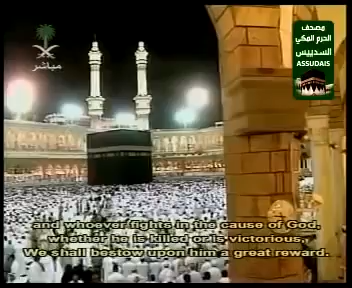 مصحف
الحرم المكي
السديس
ASSUDAIS
مباشر
and whoever fights in the cause of God,
whether he is killed or is victorious,
We shall bestow upon him a great reward.